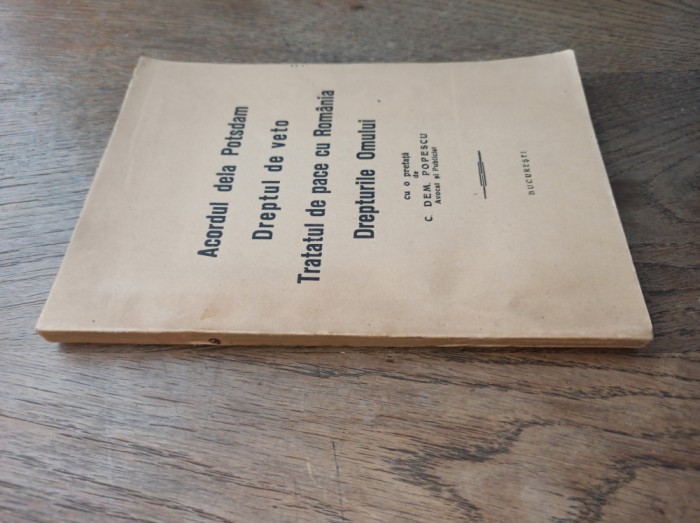 Acordul dela Potsdam
Dreptul de veto
Tratatul de pace cu România
Drepturile Omului
cu o prefață
de
C. DEM. POPESCU
Avocat și Publicist
BUCUREȘTI